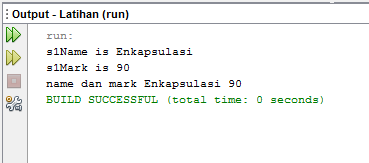 Output - Latihan (run)
run:
s1Name is Enkapsulasi
s1Mark is 90
name dan mark Enkapsulasi 90
BUILD SUCCESSFUL (total time: 0 seconds)